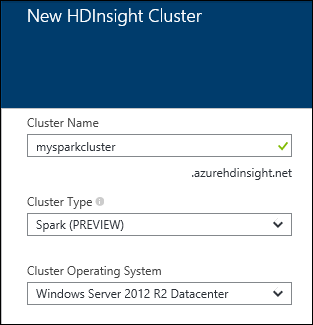 New HDInsight Cluster
Cluster Name
mysparkcluster
.azurehdinsight.net
Cluster Type
Spark (PREVIEW)
Cluster Operating System
Windows Server 2012 R2 Datacenter